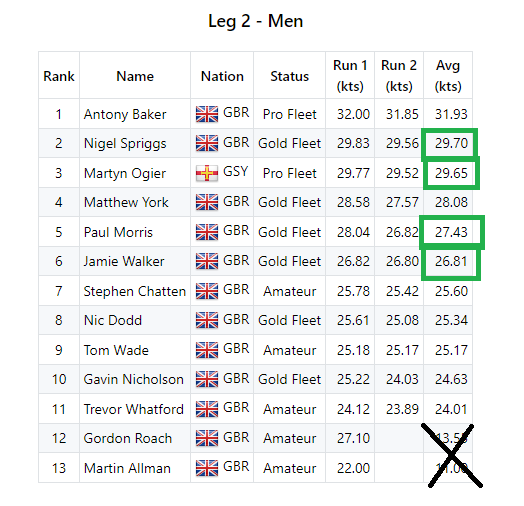 Leg 2 - Men
Rank Name Nation Status Run 1 (kts) Run 2 (kts) Avg (kts)
1 Antony Baker GBR Pro Fleet 32.00 31.85 31.93
2 Nigel Spriggs GBR Gold Fleet 29.83 29.56 29.70
3 Martyn Ogier GSY Pro Fleet 29.77 29.52 29.65
4 Matthew York GBR Gold Fleet 28.58 27.57 28.08
5 Paul Morris GBR Gold Fleet 28.04 26.82 27.43
6 Jamie Walker GBR Gold Fleet 26.82 26.80 26.81
7 Stephen Chatten GBR Amateur 25.78 25.42 25.60
8 Nic Dodd GBR Gold Fleet 25.61 25.08 25.34
9 Tom Wade GBR Amateur 25.18 25.17 25.17
10 Gavin Nicholson GBR Gold Fleet 25.22 24.03 24.63
11 Trevor Whatford GBR Amateur 24.12 23.89 24.01
12 Gordon Roach GBR Amateur 27.10
13 Martin Allman GBR Amateur 22.00